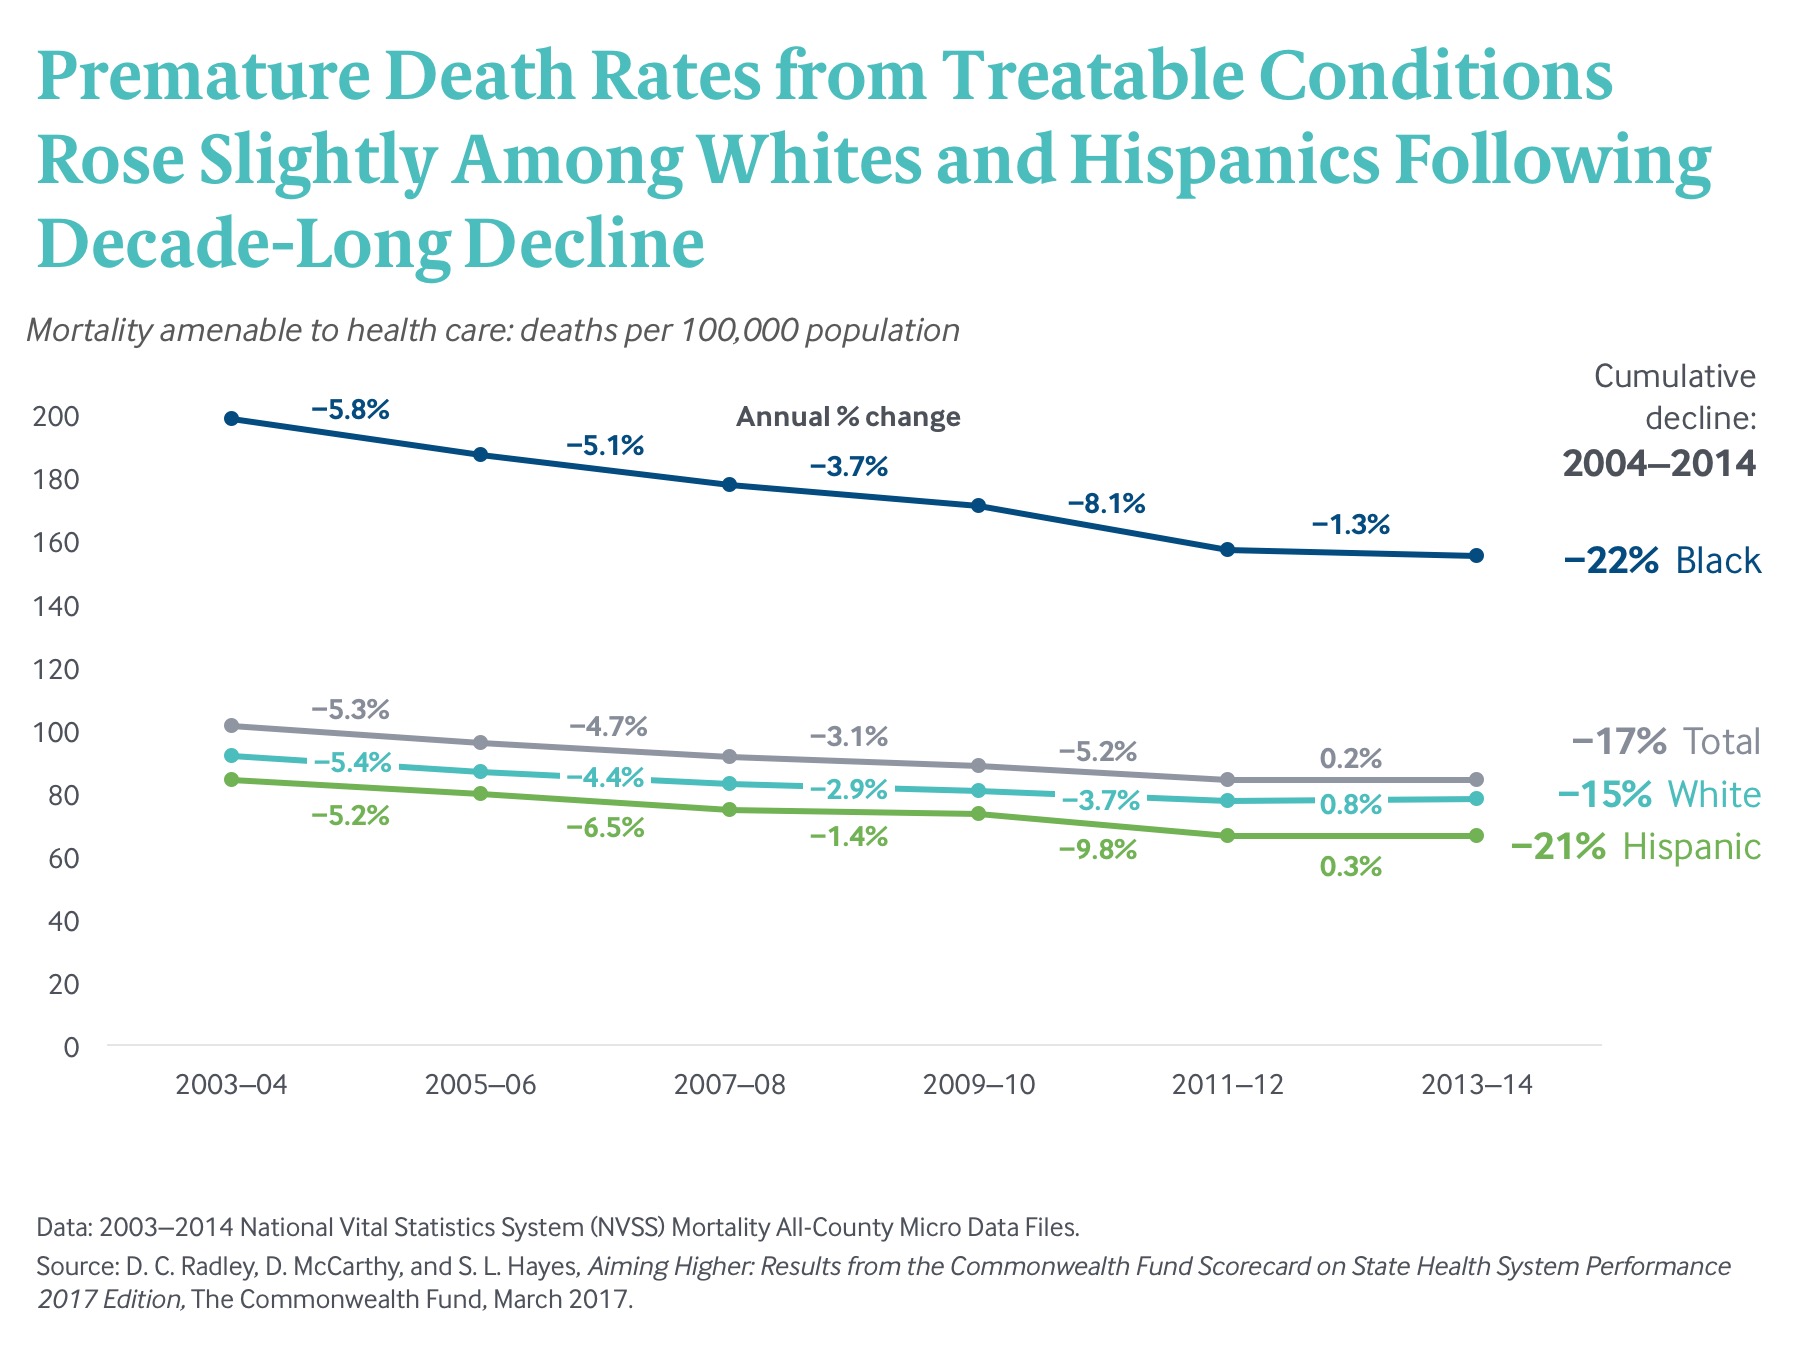 Premature Death Rates from Treatable Conditions
Rose Slightly Among Whites and Hispanics Following
Decade-Long Decline
Mortality amenable to health care: deaths per 100,000 population
Cumulative
decline:
2004–2014
Annual % change
200
180
160
140
120
100
80
60
40
20
0
−5.8%
−5.1%
−3.7%
−8.1%
−1.3%
−22% Black
−5.3%
−4.7%
−3.1%
−5.2%
0.2%
−17% Total
−5.4%
−4.4%
−2.9%
−3.7%
0.8%
−15% White
−5.2%
−6.5%
−1.4%
−9.8%
0.3%
−21% Hispanic
2003–04 2005–06 2007–08 2009–10 2011–12 2013–14
Data: 2003–2014 National Vital Statistics System (NVSS) Mortality All-County Micro Data Files.
Source: D. C. Radley, D. McCarthy, and S. L. Hayes, Aiming Higher: Results from the Commonwealth Fund Scorecard on State Health System Performance
2017 Edition, The Commonwealth Fund, March 2017.